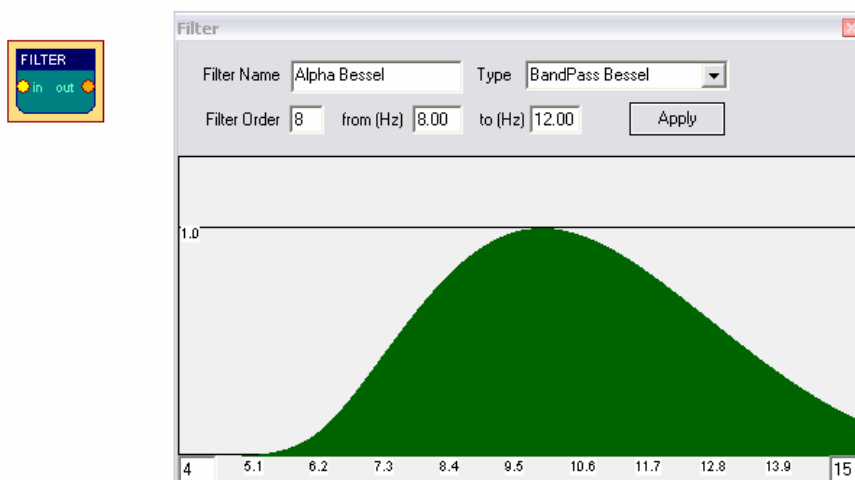 Filter
FILTER
in out
Filter Name Alpha Bessel Type BandPass Bessel
Filter Order 8 from (Hz) 8.00 to (Hz) 12.00 Apply
1.0
4 5.1 6.2 7.3 8.4 9.5 10.6 11.7 12.8 13.9 15